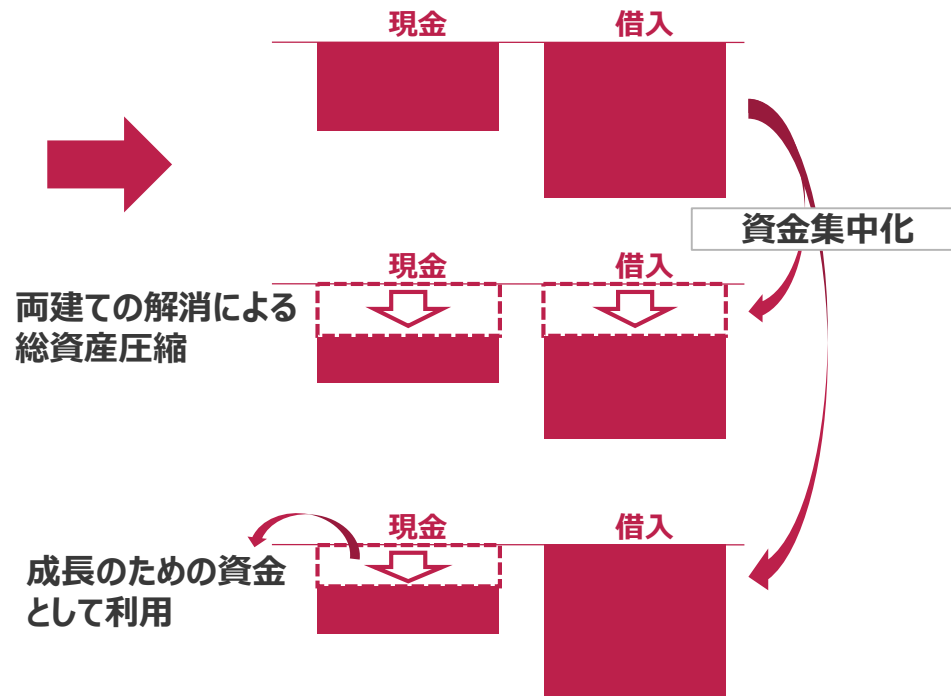 現金
借入
資金集中化
現金
借入
両建ての解消による
総資産圧縮
現金
借入
成長のための資金
として利用